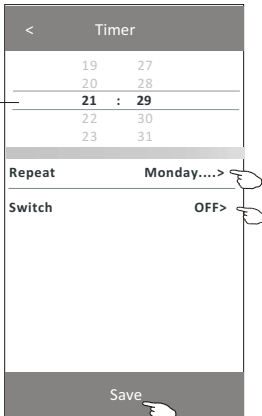 < Timer
19 27
20 28
21 : 29
22 30
23 31
Repeat Monday....>
Switch OFF>
Save